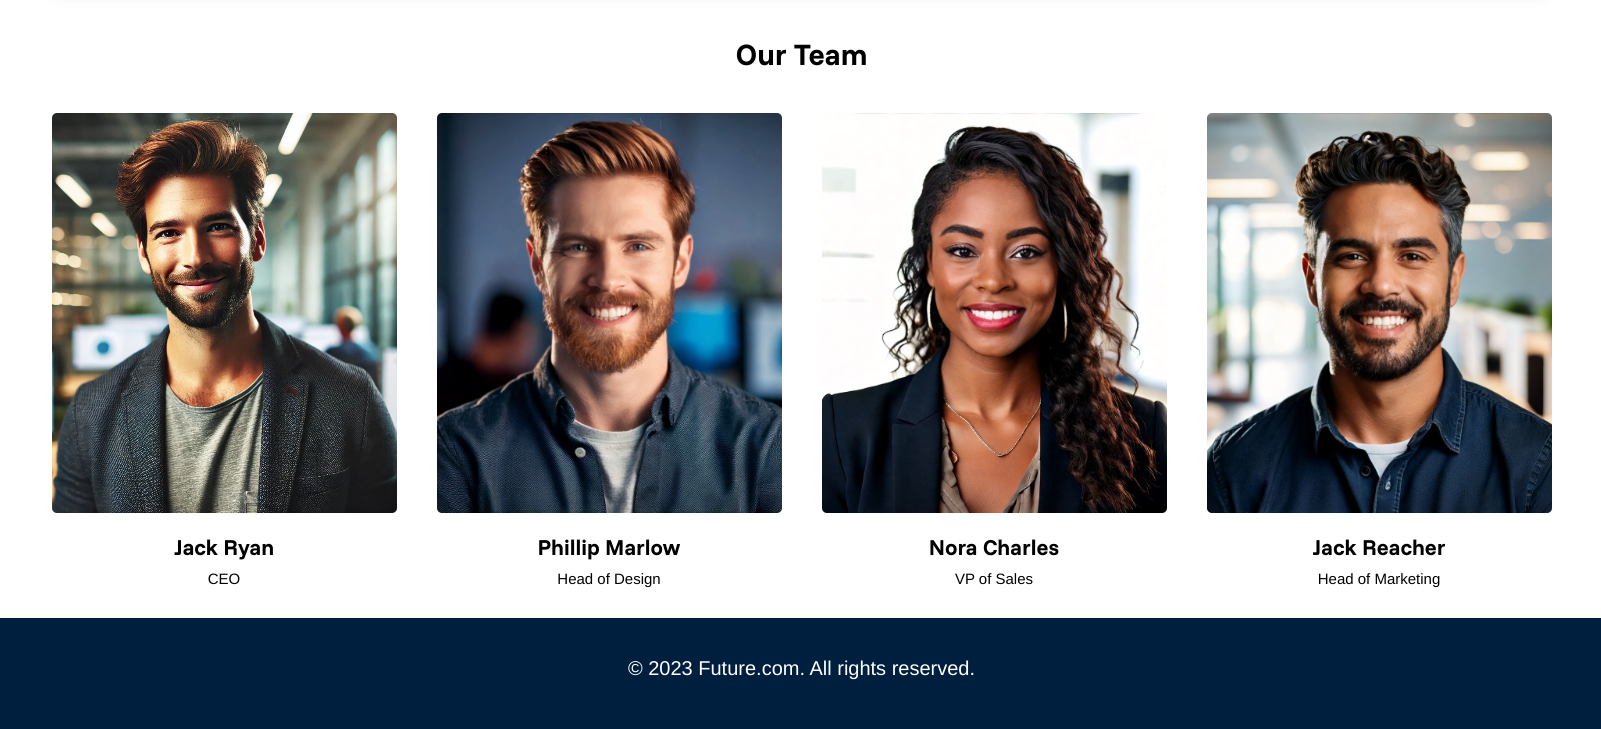 Our Team
Jack Ryan
CEO
Phillip Marlow
Head of Design
Nora Charles
VP of Sales
Jack Reacher
Head of Marketing
© 2023 Future.com. All rights reserved.